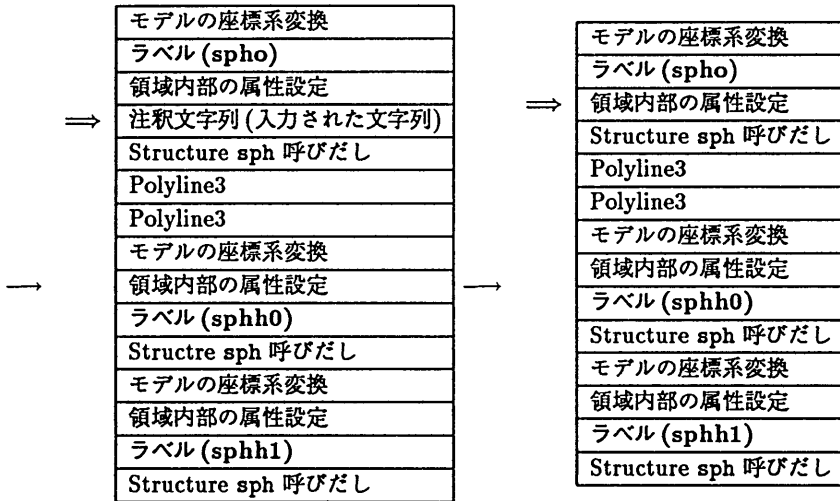 モデルの座標系変換
ラベル (spho)
領域内部の属性設定
⇒ 注釈文字列 (入力された文字列)
Structure sph 呼びだし
Polyline3
Polyline3
モデルの座標系変換
→ 領域内部の属性設定
ラベル (sphh0)
Structre sph 呼びだし
モデルの座標系変換
領域内部の属性設定
ラベル (sphh1)
Structure sph 呼びだし
モデルの座標系変換
ラベル (spho)
⇒ 領域内部の属性設定
Structure sph 呼びだし
Polyline3
Polyline3
モデルの座標系変換
→ 領域内部の属性設定
ラベル (sphh0)
Structure sph 呼びだし
モデルの座標系変換
領域内部の属性設定
ラベル (sphh1)
Structure sph 呼びだし